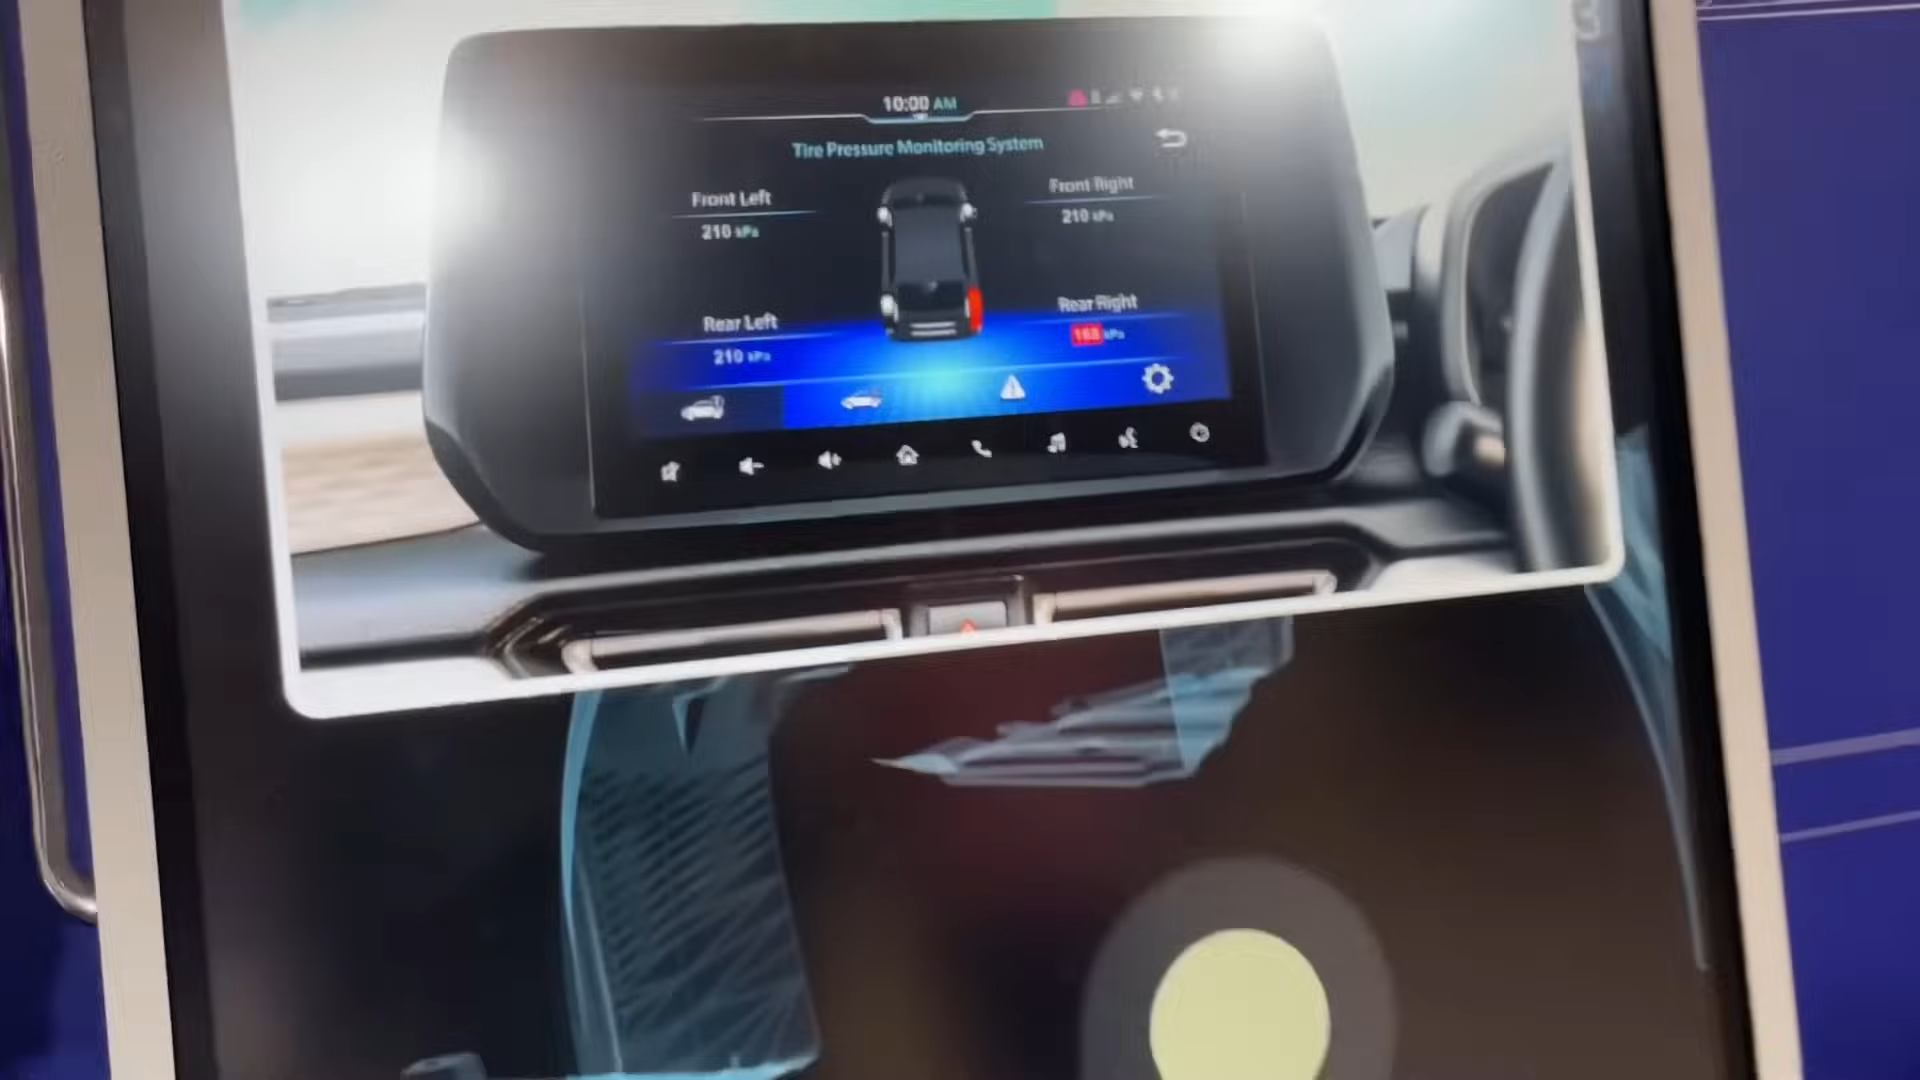 10:00 AM
Tire Pressure Monitoring System
Front Left
210 kPa
Front Right
210 kPa
Rear Left
210 kPa
Rear Right
168 kPa